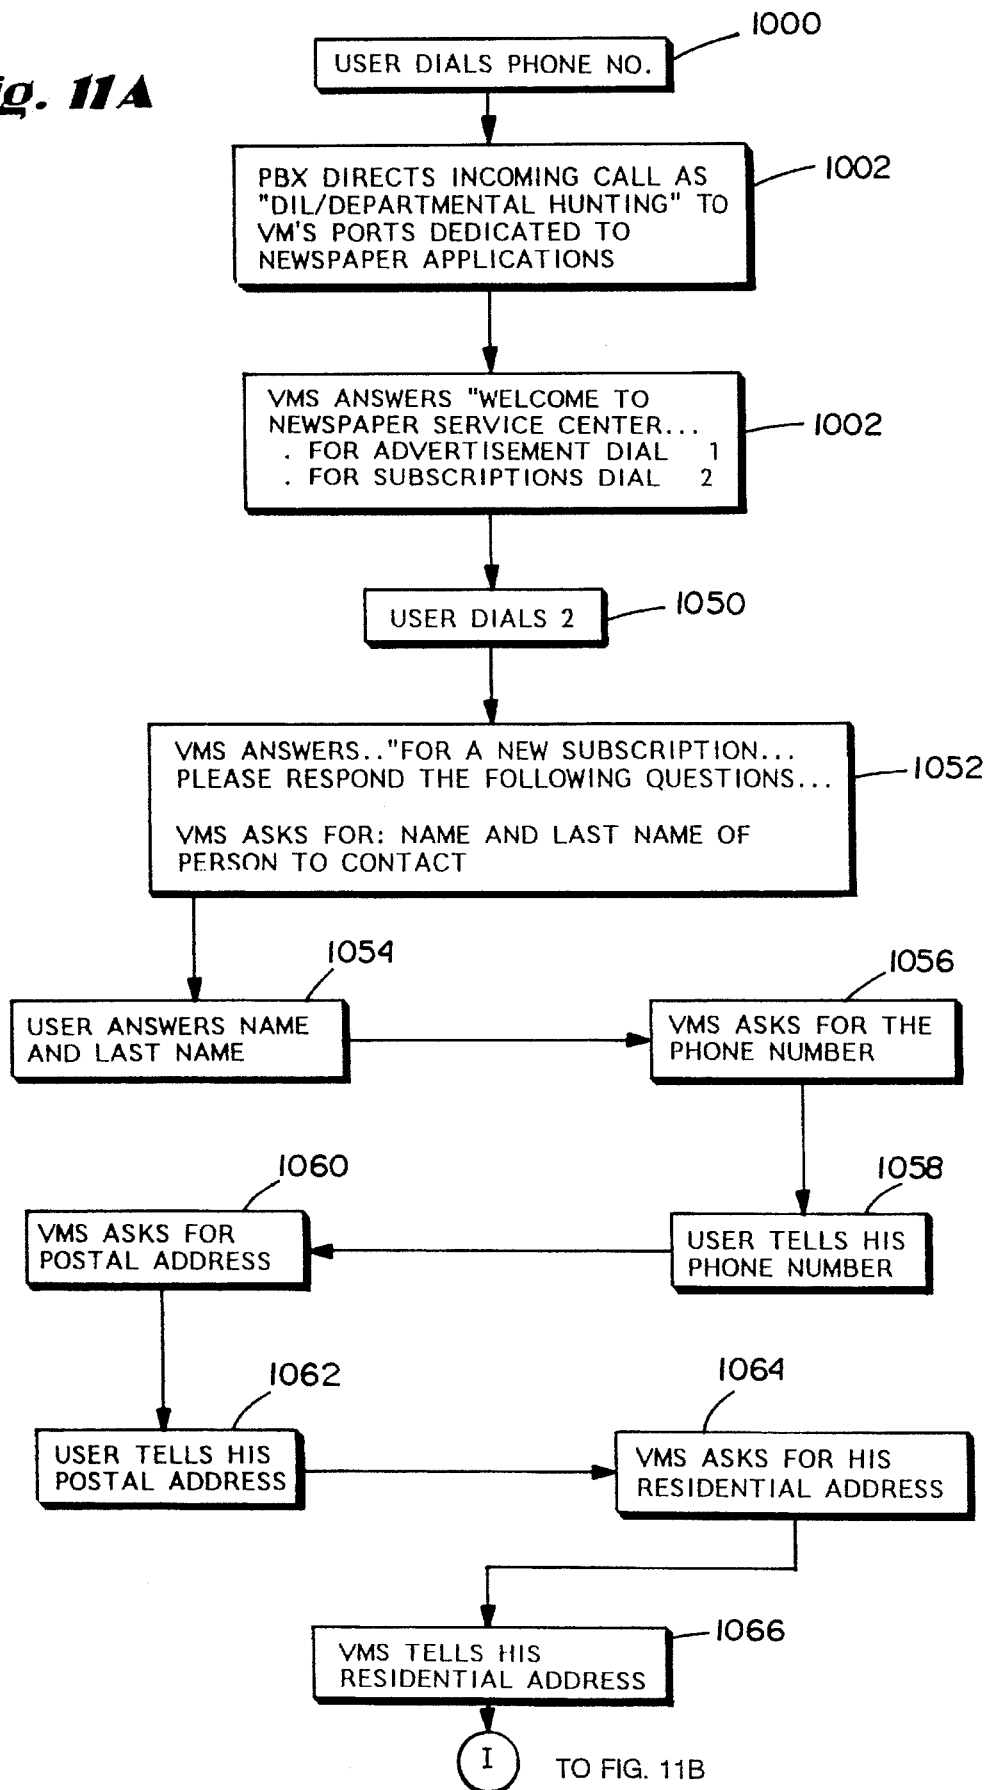 ig. 11A
1000
USER DIALS PHONE NO.
1002
PBX DIRECTS INCOMING CALL AS
"DIL/DEPARTMENTAL HUNTING" TO
VM'S PORTS DEDICATED TO
NEWSPAPER APPLICATIONS
1002
VMS ANSWERS "WELCOME TO
NEWSPAPER SERVICE CENTER...
. FOR ADVERTISEMENT DIAL 1
. FOR SUBSCRIPTIONS DIAL 2
1050
USER DIALS 2
1052
VMS ANSWERS.."FOR A NEW SUBSCRIPTION...
PLEASE RESPOND THE FOLLOWING QUESTIONS...
VMS ASKS FOR: NAME AND LAST NAME OF
PERSON TO CONTACT
1054
USER ANSWERS NAME
AND LAST NAME
1056
VMS ASKS FOR THE
PHONE NUMBER
1058
USER TELLS HIS
PHONE NUMBER
1060
VMS ASKS FOR
POSTAL ADDRESS
1062
USER TELLS HIS
POSTAL ADDRESS
1064
VMS ASKS FOR HIS
RESIDENTIAL ADDRESS
1066
VMS TELLS HIS
RESIDENTIAL ADDRESS
I TO FIG. 11B